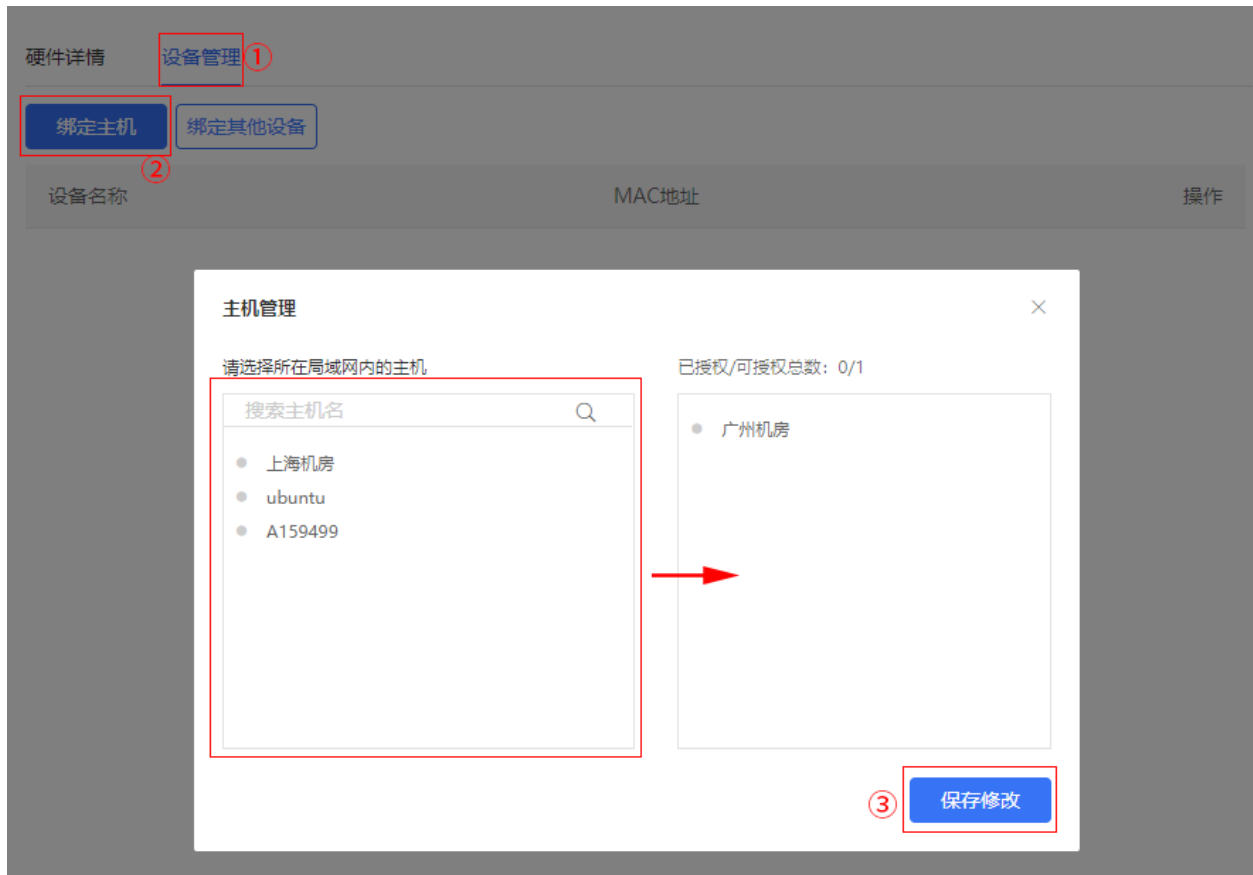 硬件详情 设备管理 ①
绑定主机 绑定其他设备
②
设备名称 MAC地址 操作
主机管理
请选择所在局域网内的主机 已授权/可授权总数：0/1
搜索主机名
广州机房
上海机房
ubuntu
A159499
③ 保存修改